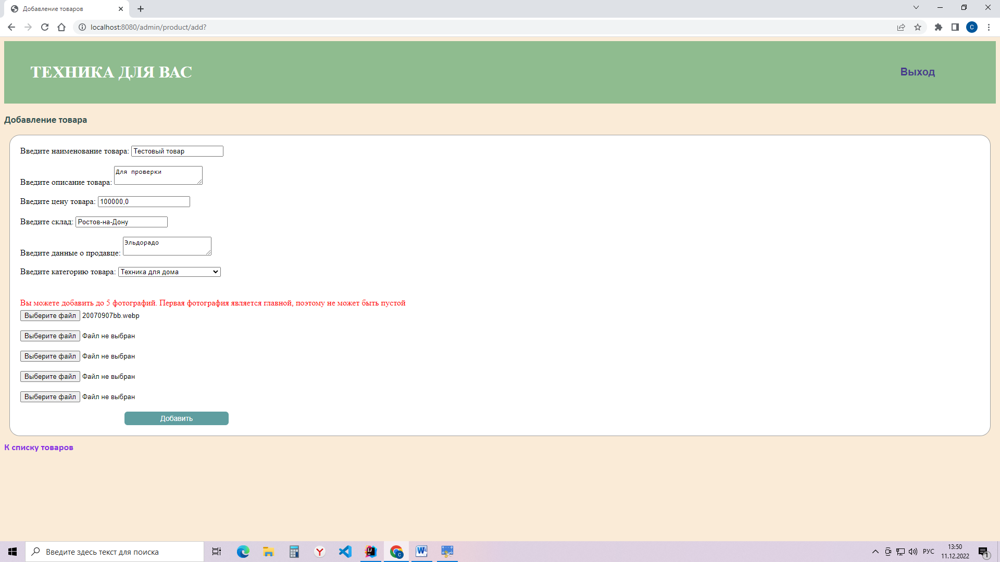 Добавление товаров
localhost:8080/admin/product/add?
C
ТЕХНИКА ДЛЯ ВАС
Выход
Добавление товара
Введите наименование товара: Тестовый товар
Введите описание товара: Для проверки
Введите цену товара: 100000,0
Введите склад: Ростов-на-Дону
Введите данные о продавце: Эльдорадо
Введите категорию товара: Техника для дома
Вы можете добавить до 5 фотографий. Первая фотография является главной, поэтому не может быть пустой
Выберите файл 20070907bb.webp
Выберите файл Файл не выбран
Выберите файл Файл не выбран
Выберите файл Файл не выбран
Выберите файл Файл не выбран
Добавить
К списку товаров
Введите здесь текст для поиска
РУС
13:50
11.12.2022
1